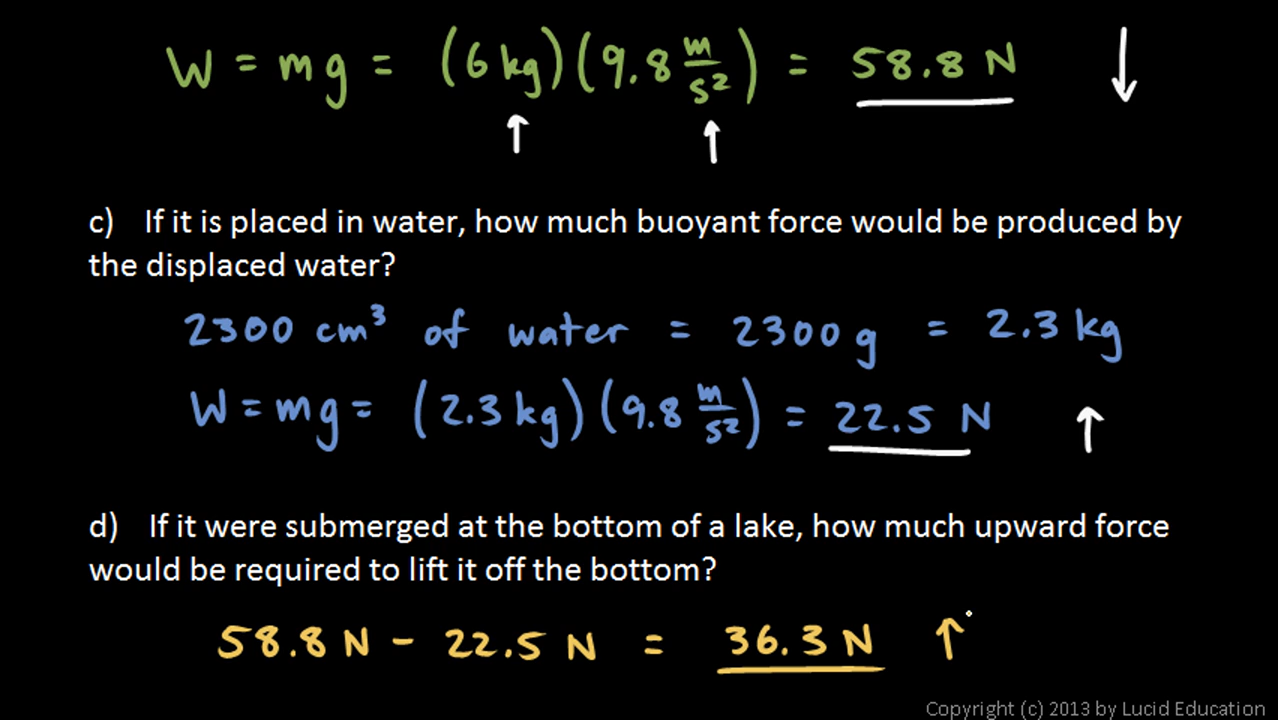 W = mg = (6 kg)(9.8 m/s²) = 58.8 N ↓
↑ ↑
c) If it is placed in water, how much buoyant force would be produced by
the displaced water?
2300 cm³ of water = 2300 g = 2.3 kg
W = mg = (2.3 kg)(9.8 m/s²) = 22.5 N ↑
d) If it were submerged at the bottom of a lake, how much upward force
would be required to lift it off the bottom?
58.8 N − 22.5 N = 36.3 N ↑
Copyright (c) 2013 by Lucid Education